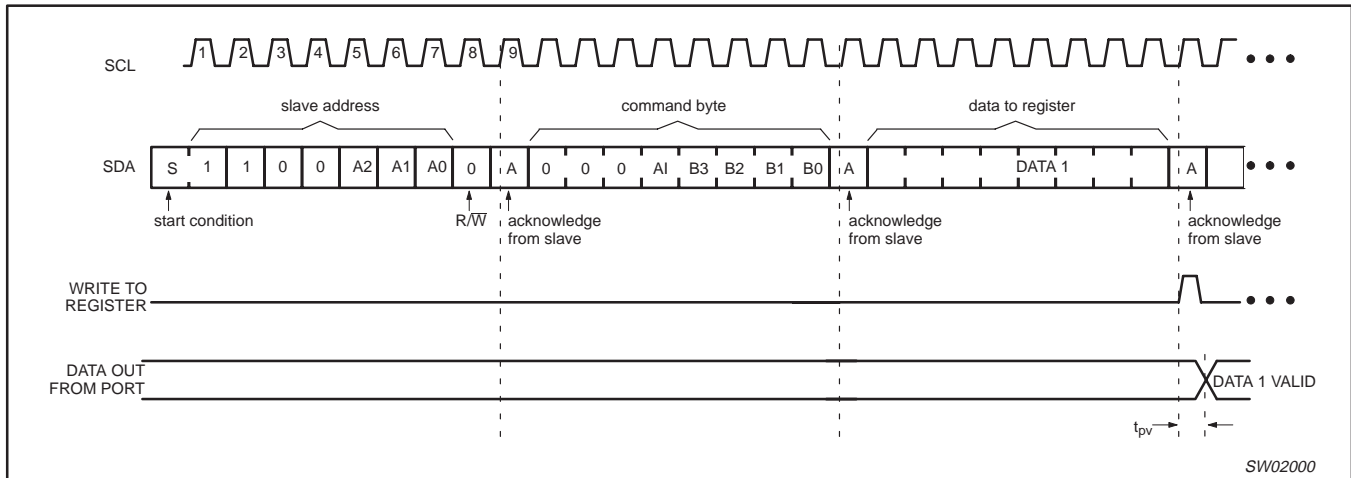 SCL 1 2 3 4 5 6 7 8 9
slave address command byte data to register
SDA S 1 1 0 0 A2 A1 A0 0 A 0 0 0 AI B3 B2 B1 B0 A DATA 1 A
start condition R/W̅ acknowledge from slave acknowledge from slave acknowledge from slave
WRITE TO
REGISTER
DATA OUT
FROM PORT
DATA 1 VALID
tpv
SW02000